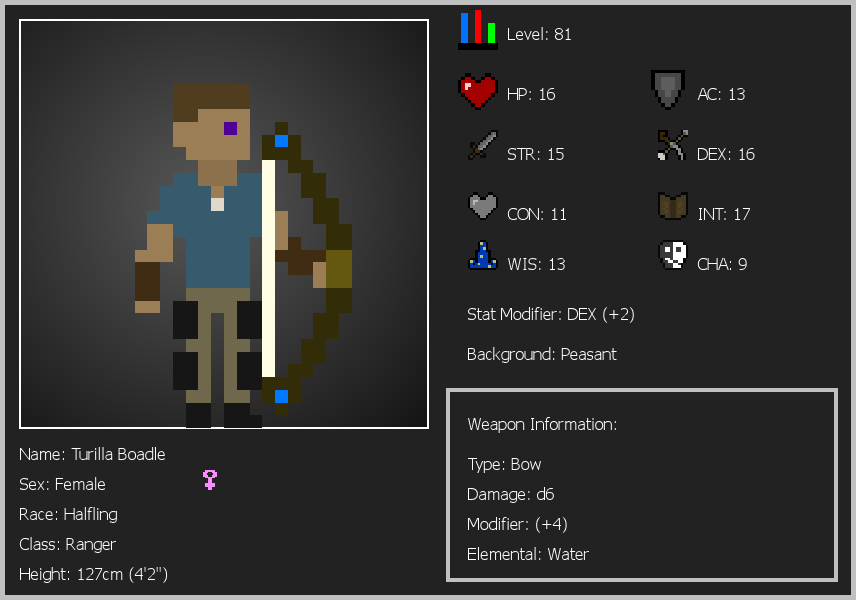 Level: 81
HP: 16
AC: 13
STR: 15
DEX: 16
CON: 11
INT: 17
WIS: 13
CHA: 9
Stat Modifier: DEX (+2)
Background: Peasant
Weapon Information:
Type: Bow
Damage: d6
Modifier: (+4)
Elemental: Water
Name: Turilla Boadle
Sex: Female
Race: Halfling
Class: Ranger
Height: 127cm (4'2")